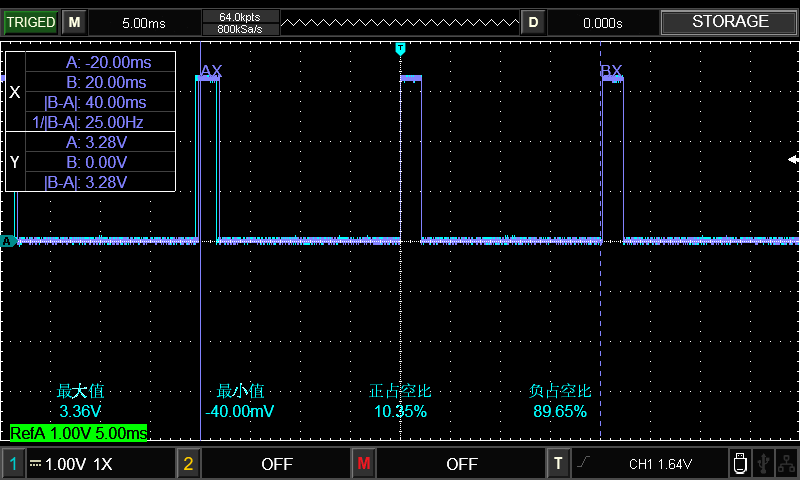 TRIGED M 5.00ms 64.0kpts D 0.000s STORAGE
800kSa/s
T
AX BX
A: -20.00ms
B: 20.00ms
X
|B-A|: 40.00ms
1/|B-A|: 25.00Hz
A: 3.28V
Y B: 0.00V
|B-A|: 3.28V
A
最大值 最小值 正占空比 负占空比
3.36V -40.00mV 10.35% 89.65%
RefA 1.00V 5.00ms
1 1.00V 1X 2 OFF M OFF T CH1 1.64V